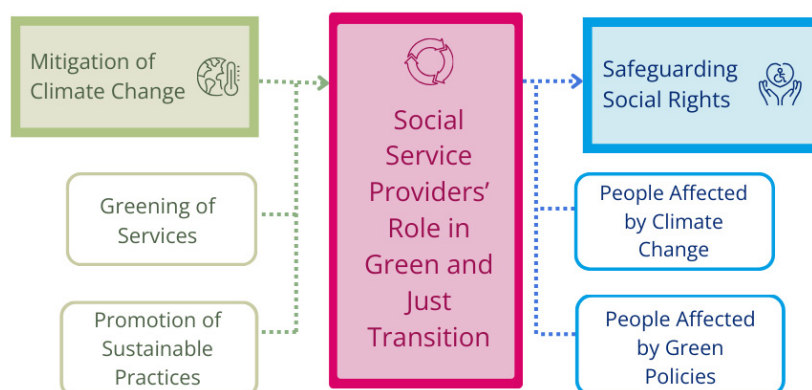 Mitigation of
Climate Change
Greening of
Services
Promotion of
Sustainable
Practices
Social
Service
Providers’
Role in
Green and
Just
Transition
Safeguarding
Social Rights
People Affected
by Climate
Change
People Affected
by Green
Policies